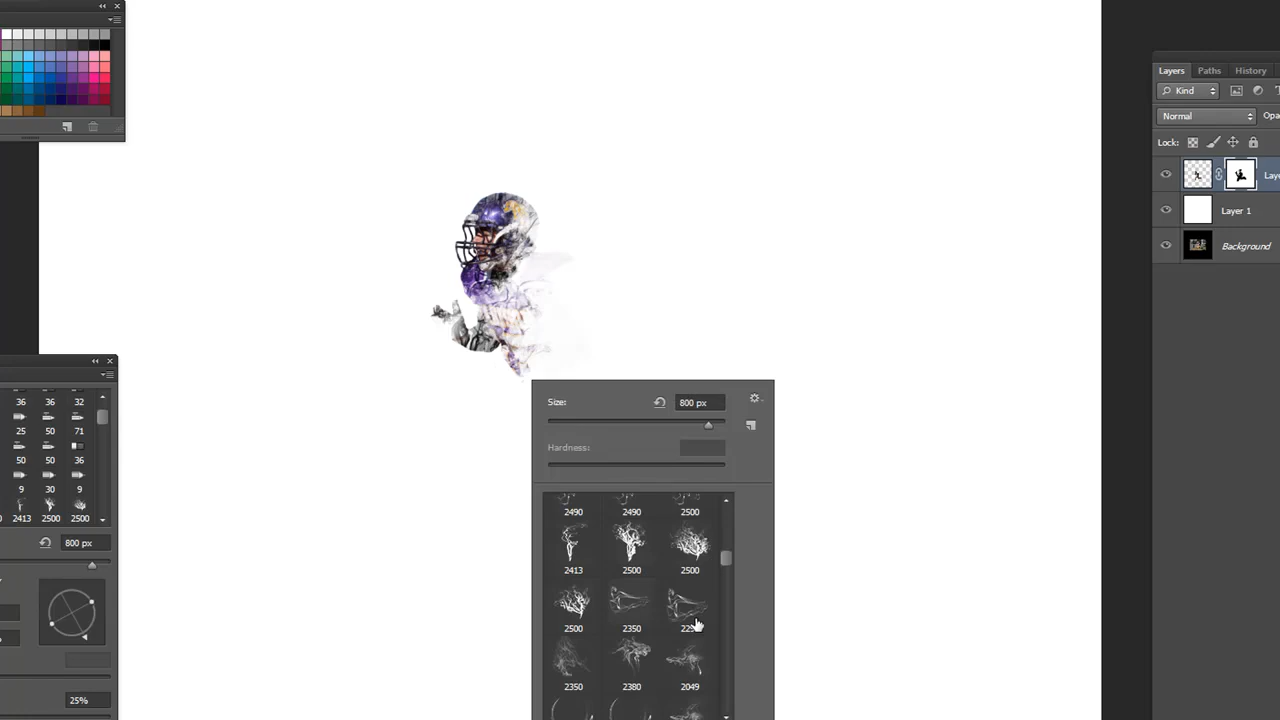 Layers Paths History
Kind
Normal
Opa
Lock:
Laye
Layer 1
Background
36 36 32
25 50 71
50 50 36
9 30 9
2413 2500 2500
800 px
25%
Size: 800 px
Hardness:
2490 2490 2500
2413 2500 2500
2500 2350
2350 2380 2049